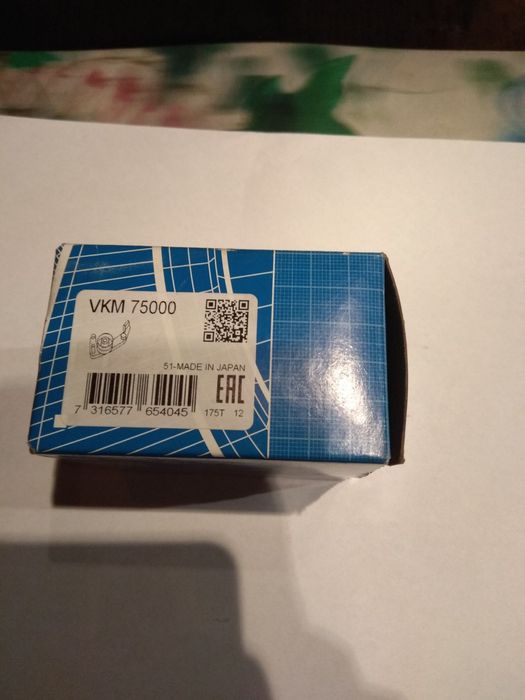 VKM 75000
51-MADE IN JAPAN
EAC
7 316577 654045
175T 12